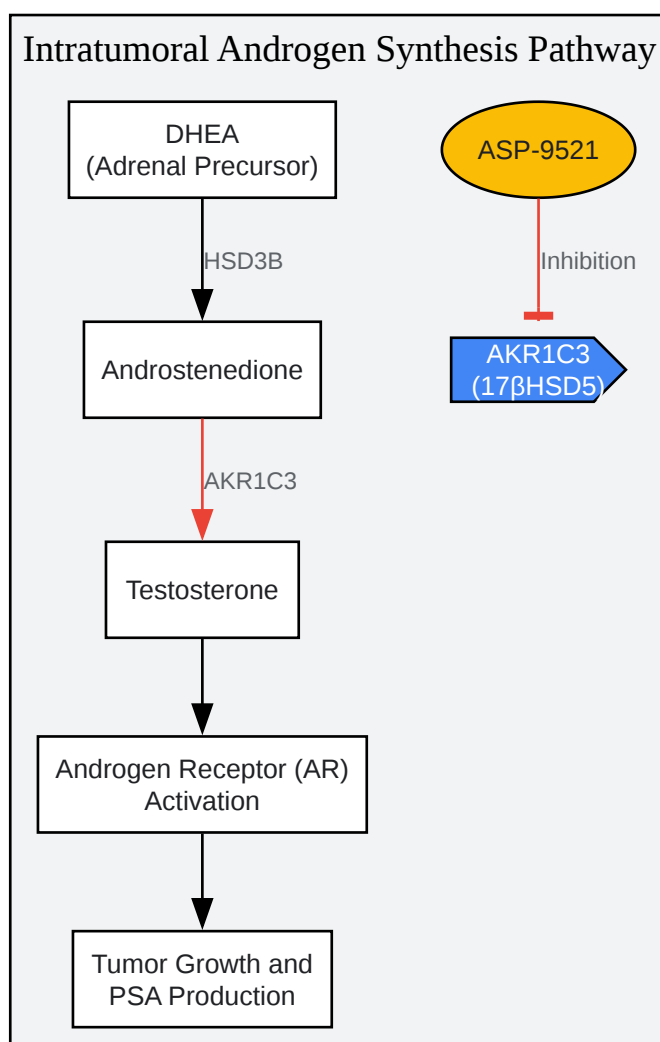 Intratumoral Androgen Synthesis Pathway
DHEA
(Adrenal Precursor)
ASP-9521
HSD3B
Inhibition
Androstenedione
AKR1C3
(17βHSD5)
AKR1C3
Testosterone
Androgen Receptor (AR)
Activation
Tumor Growth and
PSA Production